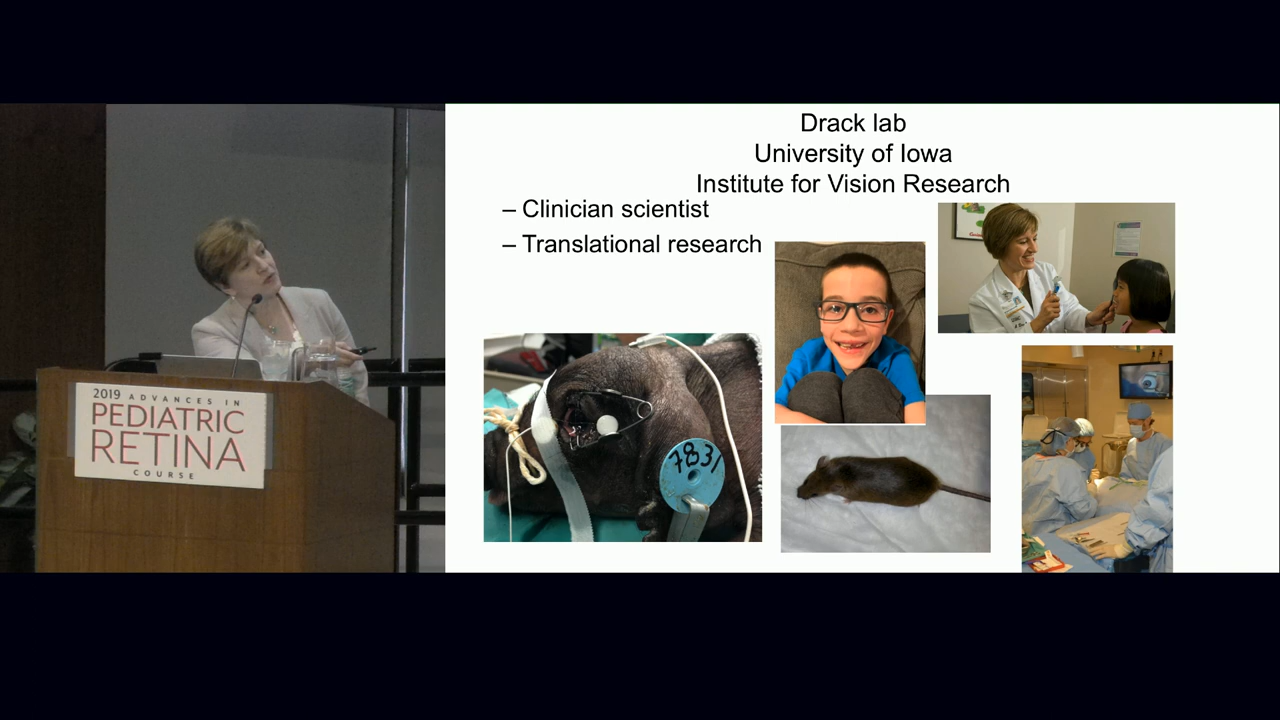 Drack lab
University of Iowa
Institute for Vision Research
– Clinician scientist
– Translational research
7831
2019 ADVANCES IN
PEDIATRIC
RETINA
COURSE